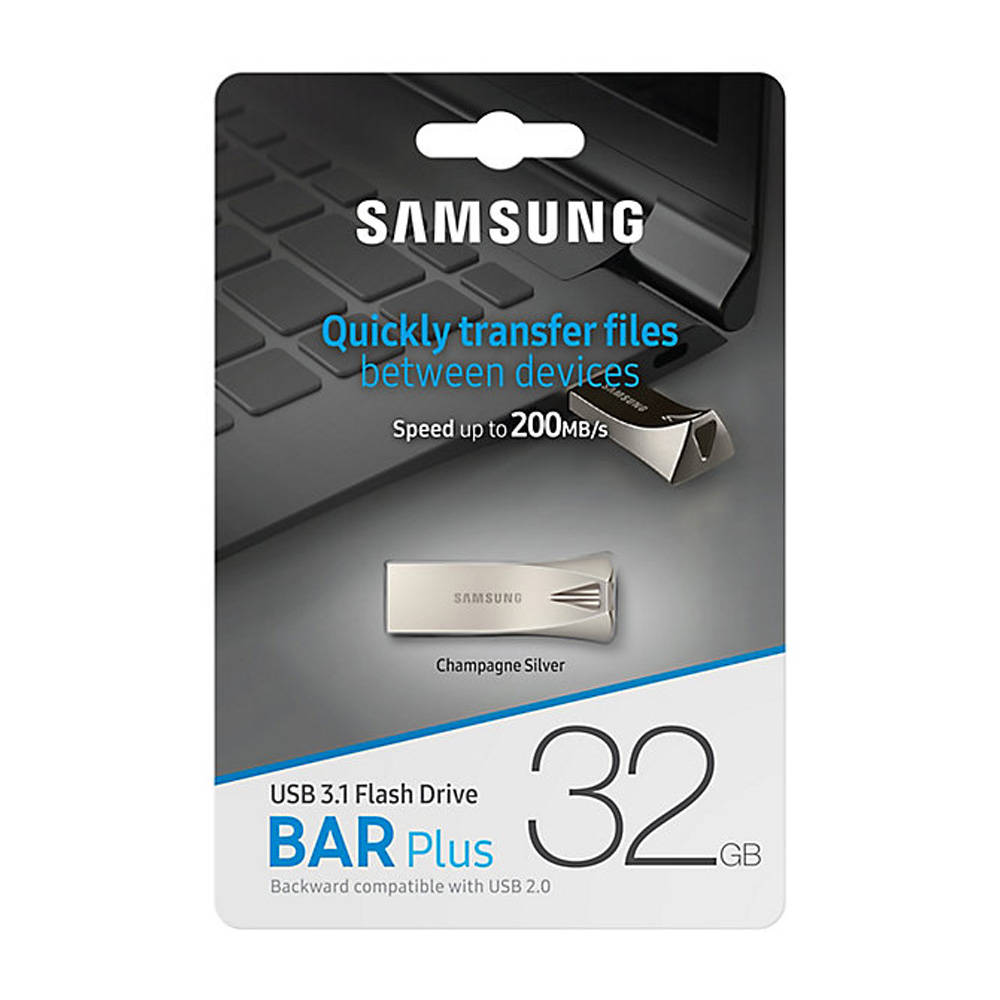 SAMSUNG
Quickly transfer files
between devices
SAMSUNG
Speed up to 200MB/s
SAMSUNG
Champagne Silver
USB 3.1 Flash Drive
32GB
BAR Plus
Backward compatible with USB 2.0